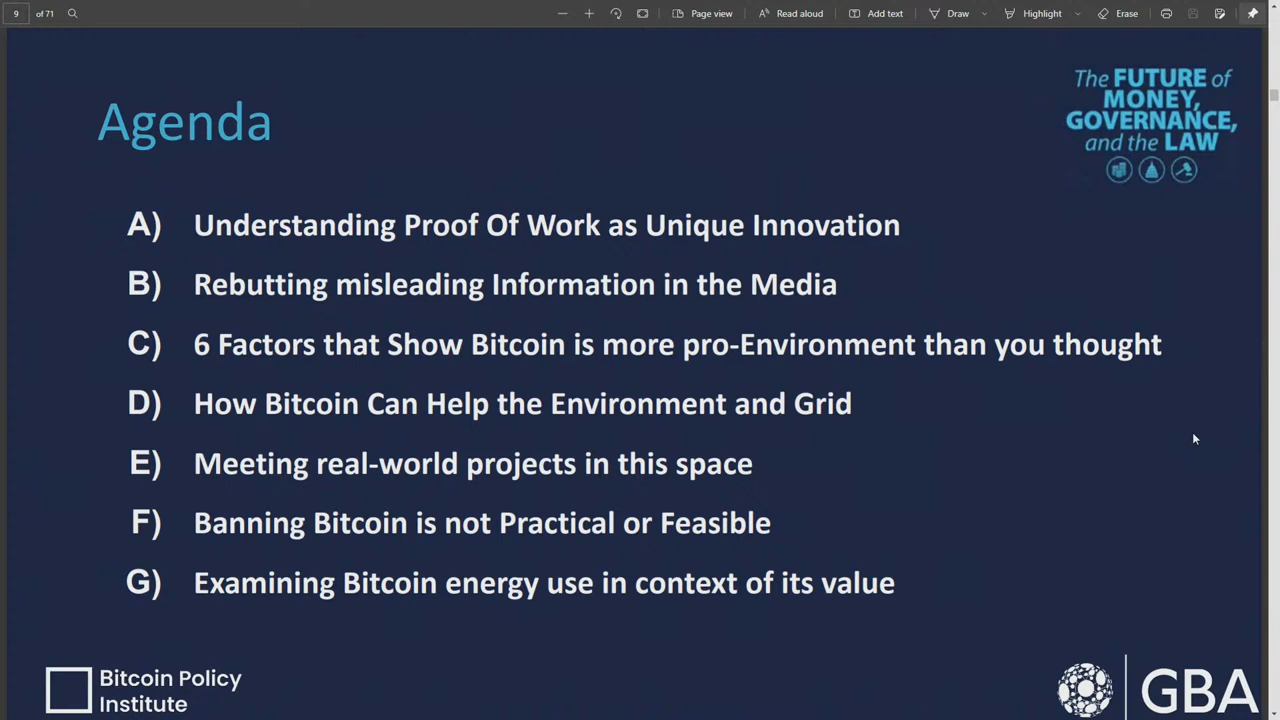 9 of 71
Page view
Read aloud
Add text
Draw
Highlight
Erase
Agenda
The FUTURE of
MONEY,
GOVERNANCE,
and the LAW
A) Understanding Proof Of Work as Unique Innovation
B) Rebutting misleading Information in the Media
C) 6 Factors that Show Bitcoin is more pro-Environment than you thought
D) How Bitcoin Can Help the Environment and Grid
E) Meeting real-world projects in this space
F) Banning Bitcoin is not Practical or Feasible
G) Examining Bitcoin energy use in context of its value
Bitcoin Policy
Institute
GBA